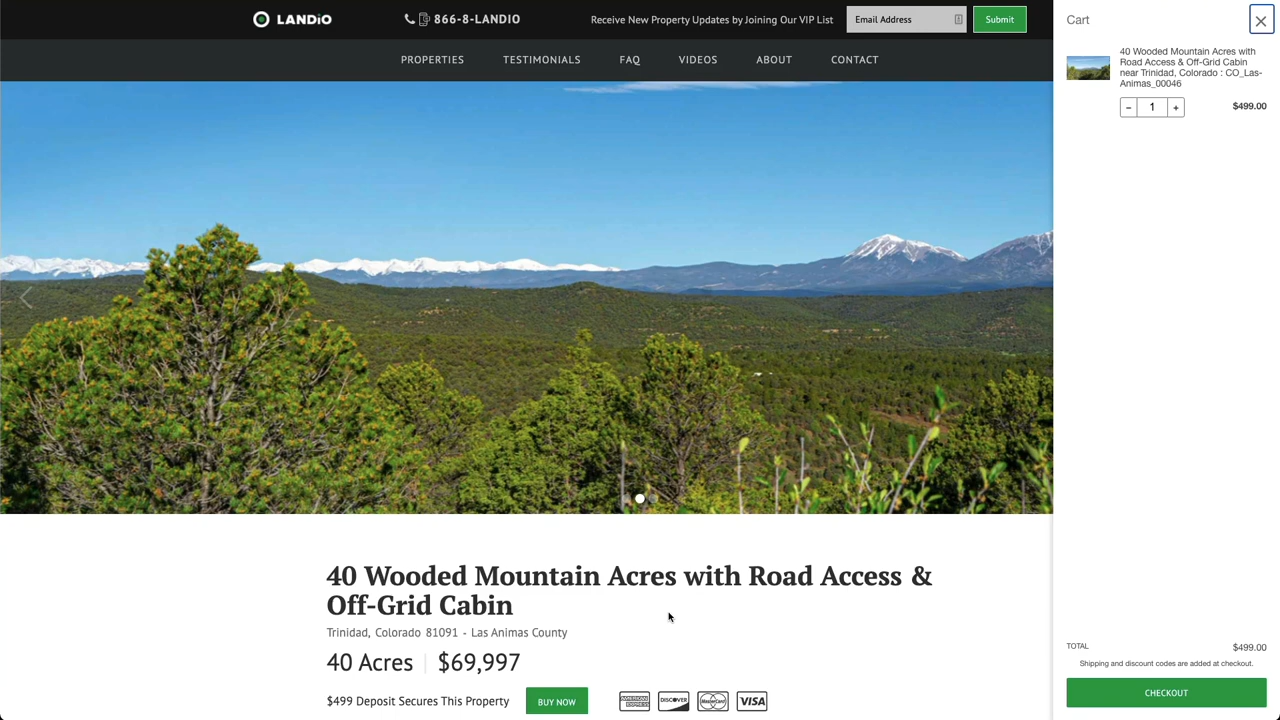 LANDiO
866-8-LANDIO
Receive New Property Updates by Joining Our VIP List
Email Address
Submit
PROPERTIES
TESTIMONIALS
FAQ
VIDEOS
ABOUT
CONTACT
40 Wooded Mountain Acres with Road Access &
Off-Grid Cabin
Trinidad, Colorado 81091 - Las Animas County
40 Acres | $69,997
$499 Deposit Secures This Property
BUY NOW
AMERICAN EXPRESS
DISCOVER
MasterCard
VISA
Cart
40 Wooded Mountain Acres with
Road Access & Off-Grid Cabin
near Trinidad, Colorado : CO_Las-
Animas_00046
− 1 +
$499.00
TOTAL
$499.00
Shipping and discount codes are added at checkout.
CHECKOUT